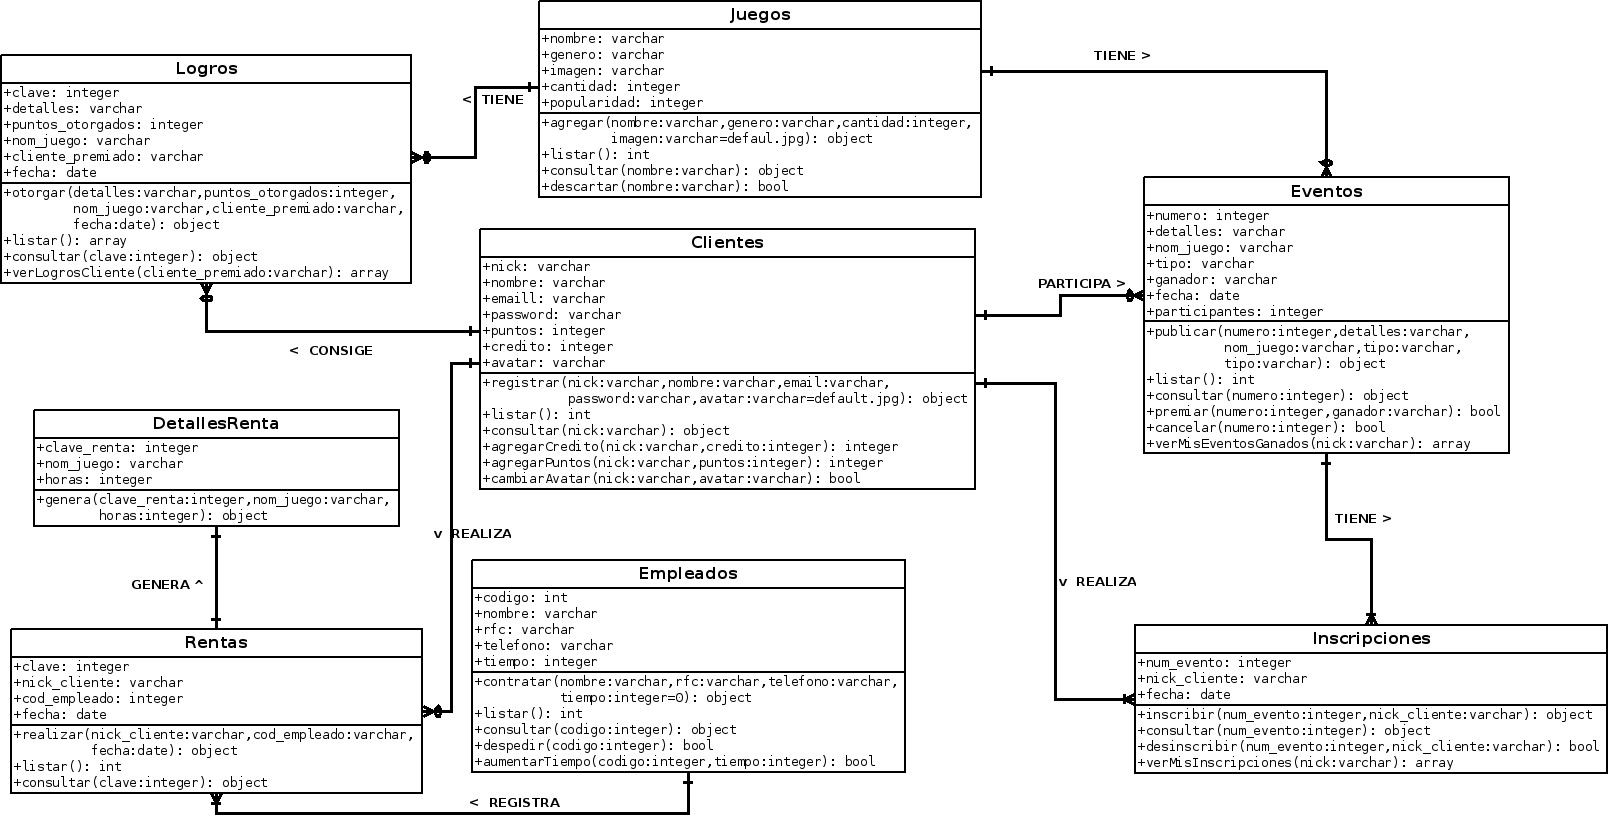 Juegos
+nombre: varchar
+genero: varchar
+imagen: varchar
+cantidad: integer
+popularidad: integer
+agregar(nombre:varchar,genero:varchar,cantidad:integer,
imagen:varchar=defaul.jpg): object
+listar(): int
+consultar(nombre:varchar): object
+descartar(nombre:varchar): bool
Logros
+clave: integer
+detalles: varchar
+puntos_otorgados: integer
+nom_juego: varchar
+cliente_premiado: varchar
+fecha: date
+otorgar(detalles:varchar,puntos_otorgados:integer,
nom_juego:varchar,cliente_premiado:varchar,
fecha:date): object
+listar(): array
+consultar(clave:integer): object
+verLogrosCliente(cliente_premiado:varchar): array
< TIENE
TIENE >
Clientes
+nick: varchar
+nombre: varchar
+emaill: varchar
+password: varchar
+puntos: integer
+credito: integer
+avatar: varchar
+registrar(nick:varchar,nombre:varchar,email:varchar,
password:varchar,avatar:varchar=default.jpg): object
+listar(): int
+consultar(nick:varchar): object
+agregarCredito(nick:varchar,credito:integer): integer
+agregarPuntos(nick:varchar,puntos:integer): integer
+cambiarAvatar(nick:varchar,avatar:varchar): bool
Eventos
+numero: integer
+detalles: varchar
+nom_juego: varchar
+tipo: varchar
+ganador: varchar
+fecha: date
+participantes: integer
+publicar(numero:integer,detalles:varchar,
nom_juego:varchar,tipo:varchar,
tipo:varchar): object
+listar(): int
+consultar(numero:integer): object
+premiar(numero:integer,ganador:varchar): bool
+cancelar(numero:integer): bool
+verMisEventosGanados(nick:varchar): array
PARTICIPA >
< CONSIGE
DetallesRenta
+clave_renta: integer
+nom_juego: varchar
+horas: integer
+genera(clave_renta:integer,nom_juego:varchar,
horas:integer): object
v REALIZA
TIENE >
GENERA ^
v REALIZA
Empleados
+codigo: int
+nombre: varchar
+rfc: varchar
+telefono: varchar
+tiempo: integer
+contratar(nombre:varchar,rfc:varchar,telefono:varchar,
tiempo:integer=0): object
+listar(): int
+consultar(codigo:integer): object
+despedir(codigo:integer): bool
+aumentarTiempo(codigo:integer,tiempo:integer): bool
Rentas
+clave: integer
+nick_cliente: varchar
+cod_empleado: integer
+fecha: date
+realizar(nick_cliente:varchar,cod_empleado:varchar,
fecha:date): object
+listar(): int
+consultar(clave:integer): object
Inscripciones
+num_evento: integer
+nick_cliente: varchar
+fecha: date
+inscribir(num_evento:integer,nick_cliente:varchar): object
+consultar(num_evento:integer): object
+desinscribir(num_evento:integer,nick_cliente:varchar): bool
+verMisInscripciones(nick:varchar): array
< REGISTRA